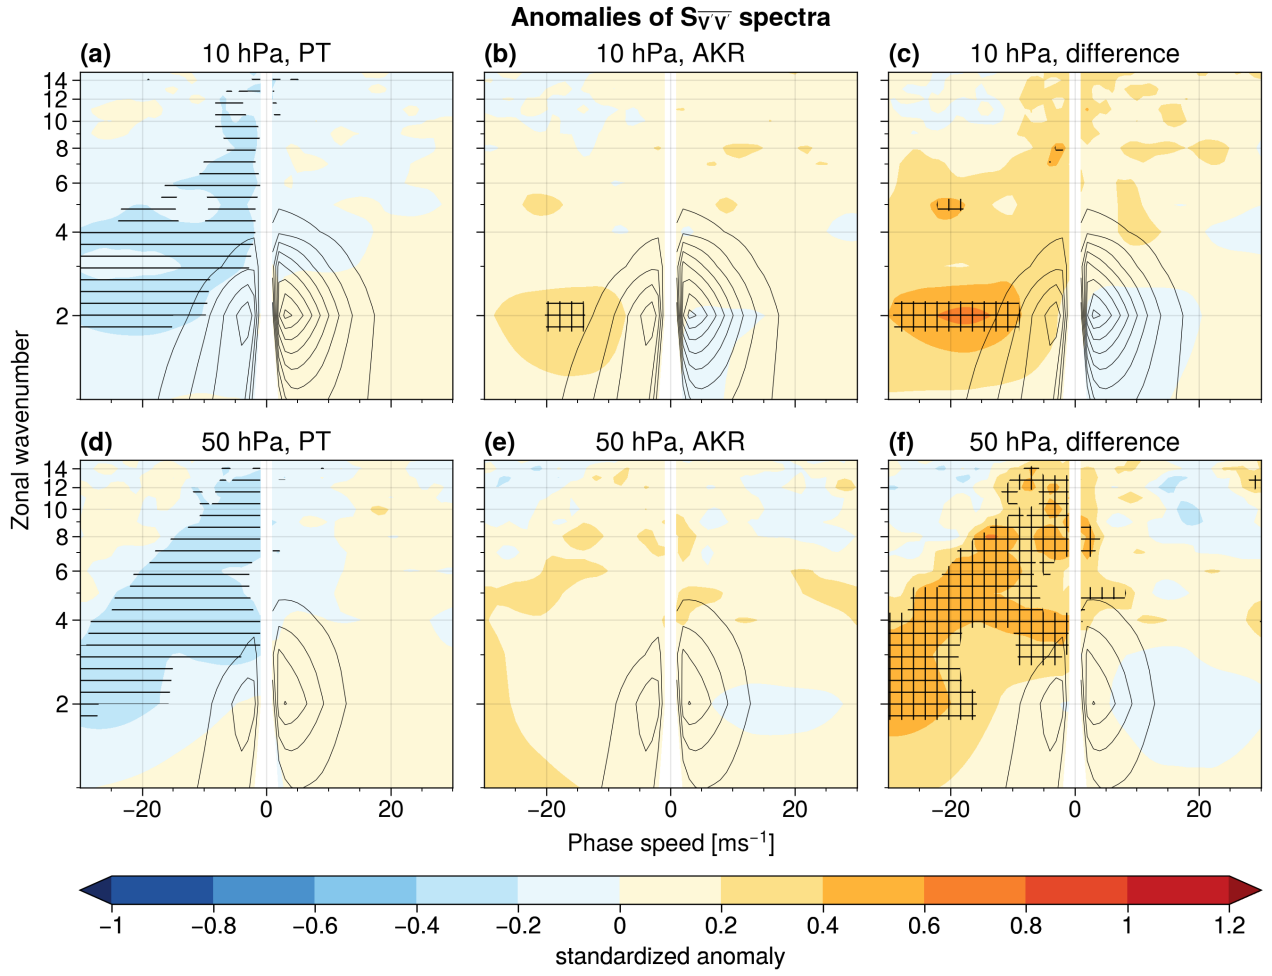 Anomalies of S v′v′ spectra
(a) 10 hPa, PT
(b) 10 hPa, AKR
(c) 10 hPa, difference
14
12
10
8
6
4
2
(d) 50 hPa, PT
(e) 50 hPa, AKR
(f) 50 hPa, difference
14
12
10
8
6
4
2
Zonal wavenumber
−20 0 20
−20 0 20
−20 0 20
Phase speed [ms⁻¹]
−1 −0.8 −0.6 −0.4 −0.2 0 0.2 0.4 0.6 0.8 1 1.2
standardized anomaly